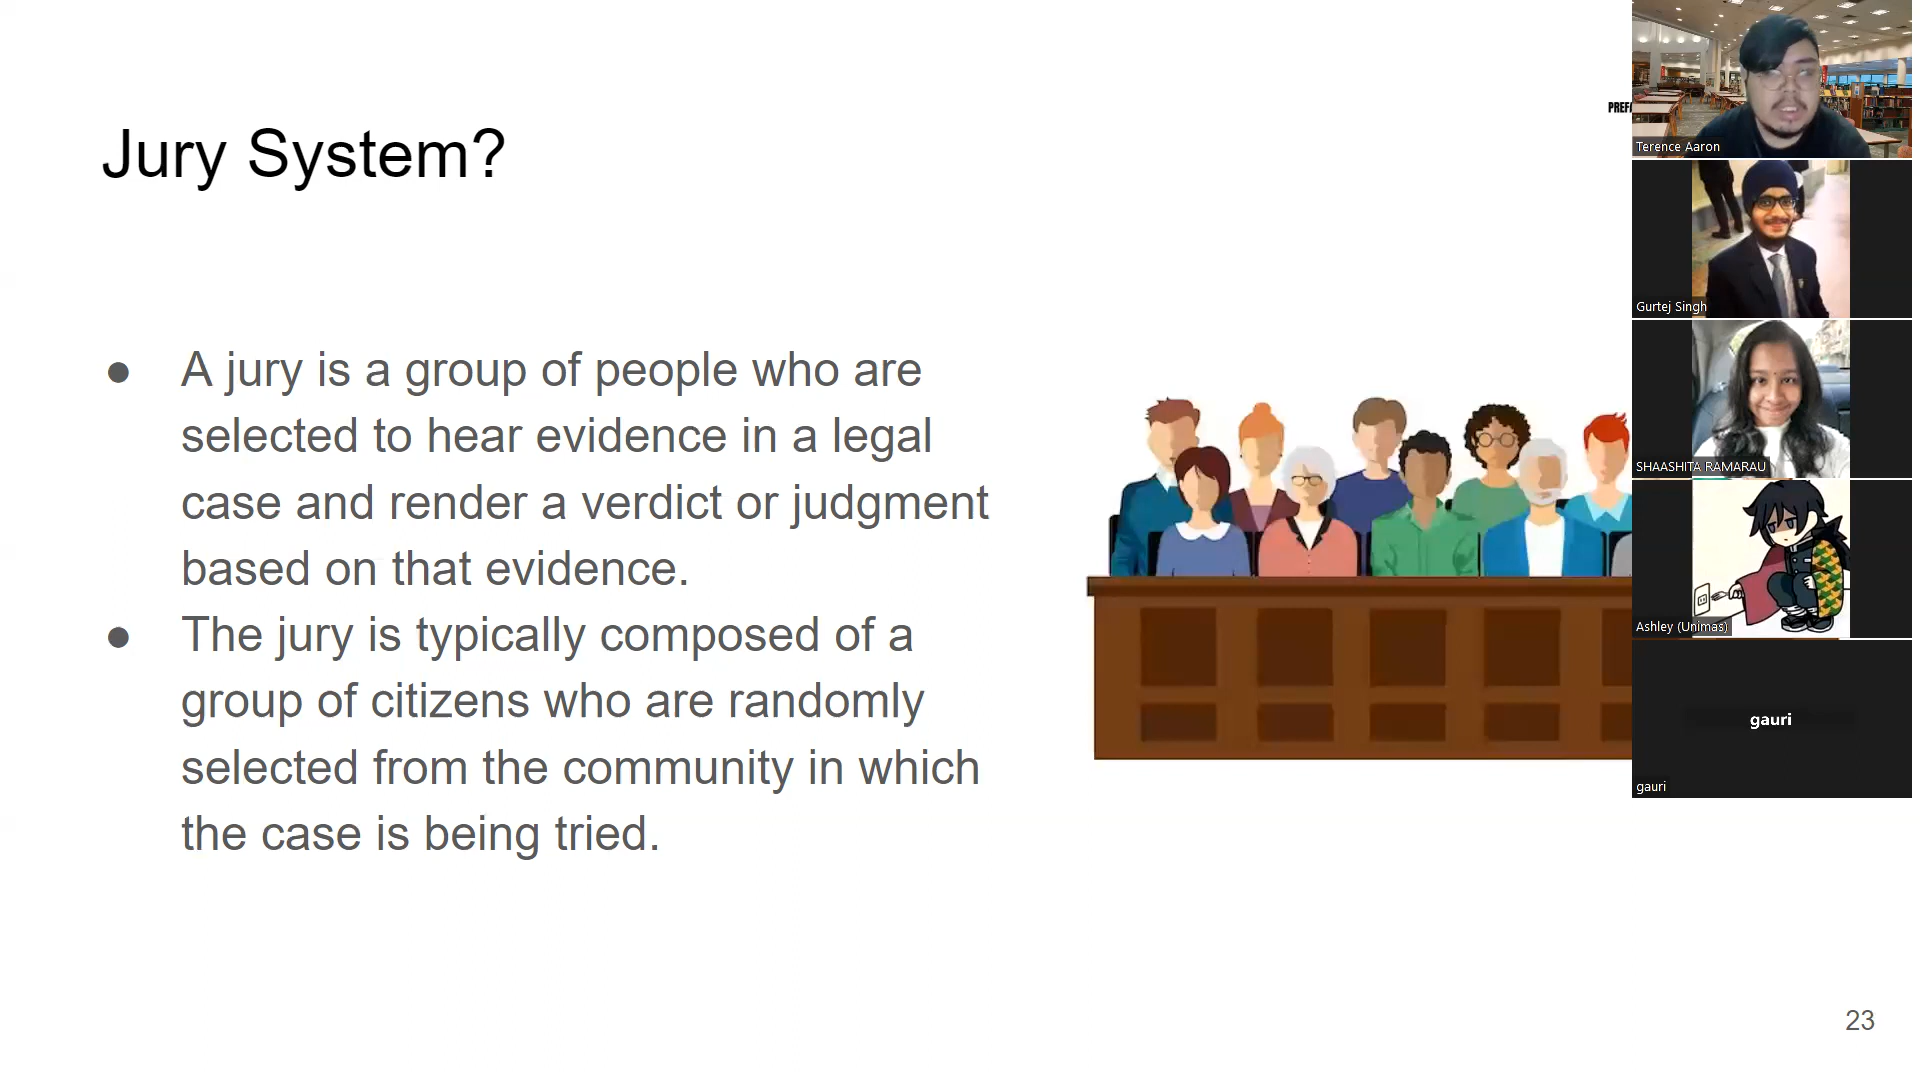 Jury System?
● A jury is a group of people who are
selected to hear evidence in a legal
case and render a verdict or judgment
based on that evidence.
● The jury is typically composed of a
group of citizens who are randomly
selected from the community in which
the case is being tried.
23
PREF
Terence Aaron
Gurtej Singh
SHAASHITA RAMARAU
Ashley (Unimas)
gauri
gauri